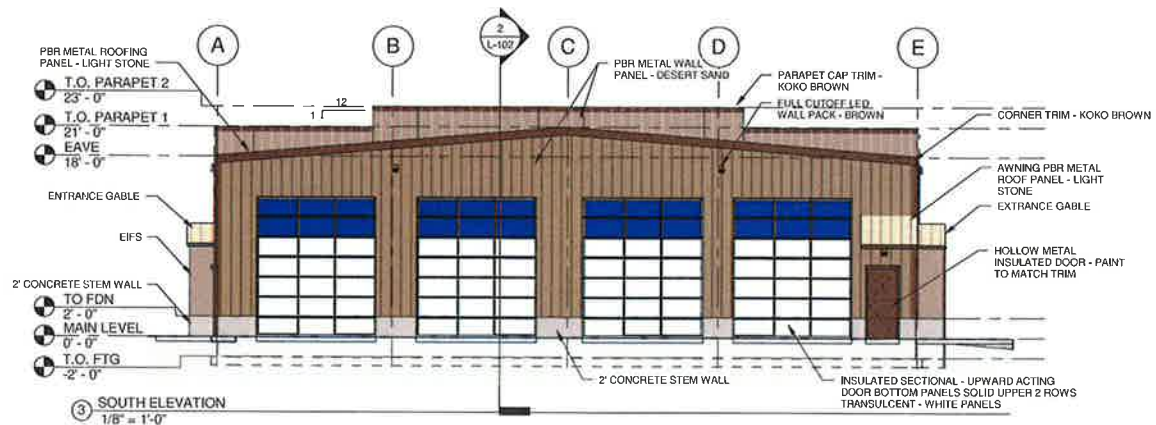 A
B
2
L-102
C
D
E
PBR METAL ROOFING
PANEL - LIGHT STONE
T.O. PARAPET 2
23' - 0"
12
1
T.O. PARAPET 1
21' - 0"
EAVE
18' - 0"
PBR METAL WALL
PANEL - DESERT SAND
PARAPET CAP TRIM -
KOKO BROWN
FULL CUTOFF LED
WALL PACK - BROWN
CORNER TRIM - KOKO BROWN
AWNING PBR METAL
ROOF PANEL - LIGHT
STONE
ENTRANCE GABLE
EXTRANCE GABLE
EIFS
HOLLOW METAL
INSULATED DOOR - PAINT
TO MATCH TRIM
2' CONCRETE STEM WALL
TO FDN
2' - 0"
MAIN LEVEL
0' - 0"
T.O. FTG
-2' - 0"
2' CONCRETE STEM WALL
INSULATED SECTIONAL - UPWARD ACTING
DOOR BOTTOM PANELS SOLID UPPER 2 ROWS
TRANSULCENT - WHITE PANELS
3 SOUTH ELEVATION
1/8" = 1'-0"